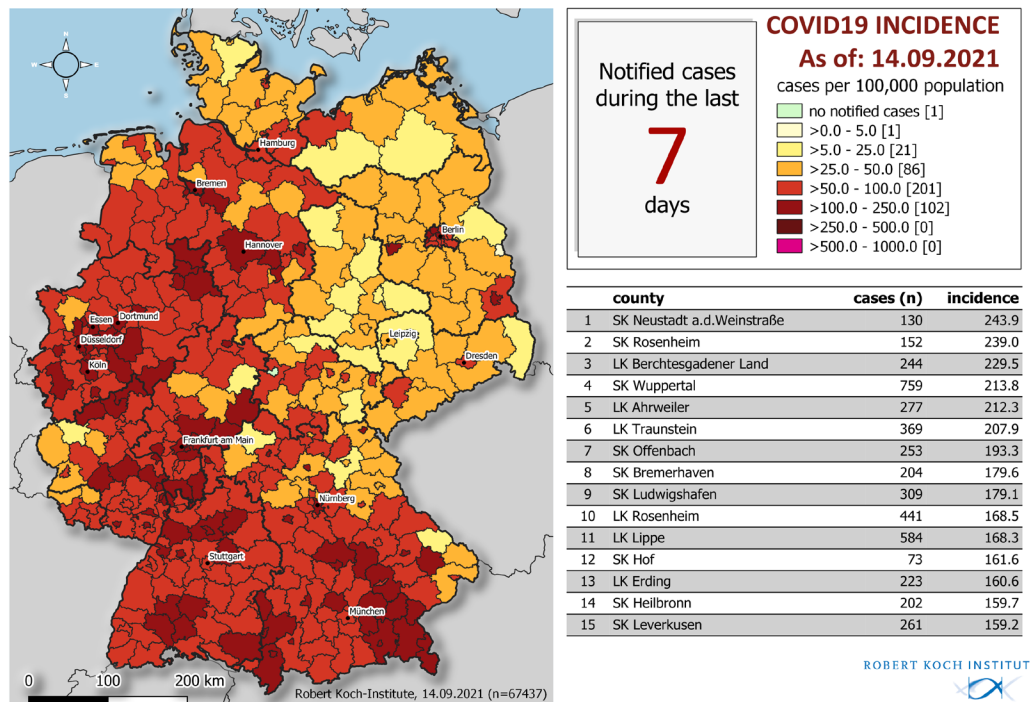 COVID19 INCIDENCE
As of: 14.09.2021
cases per 100,000 population
Notified cases
during the last
7
days
no notified cases [1]
>0.0 - 5.0 [1]
>5.0 - 25.0 [21]
>25.0 - 50.0 [86]
>50.0 - 100.0 [201]
>100.0 - 250.0 [102]
>250.0 - 500.0 [0]
>500.0 - 1000.0 [0]
N
W E
S
Hamburg
Bremen
Berlin
Hannover
Essen
Dortmund
Düsseldorf
Leipzig
Köln
Dresden
Frankfurt am Main
Nürnberg
Stuttgart
München
0 100 200 km
Robert Koch-Institute, 14.09.2021 (n=67437)
county cases (n) incidence
1 SK Neustadt a.d.Weinstraße 130 243.9
2 SK Rosenheim 152 239.0
3 LK Berchtesgadener Land 244 229.5
4 SK Wuppertal 759 213.8
5 LK Ahrweiler 277 212.3
6 LK Traunstein 369 207.9
7 SK Offenbach 253 193.3
8 SK Bremerhaven 204 179.6
9 SK Ludwigshafen 309 179.1
10 LK Rosenheim 441 168.5
11 LK Lippe 584 168.3
12 SK Hof 73 161.6
13 LK Erding 223 160.6
14 SK Heilbronn 202 159.7
15 SK Leverkusen 261 159.2
ROBERT KOCH INSTITUT